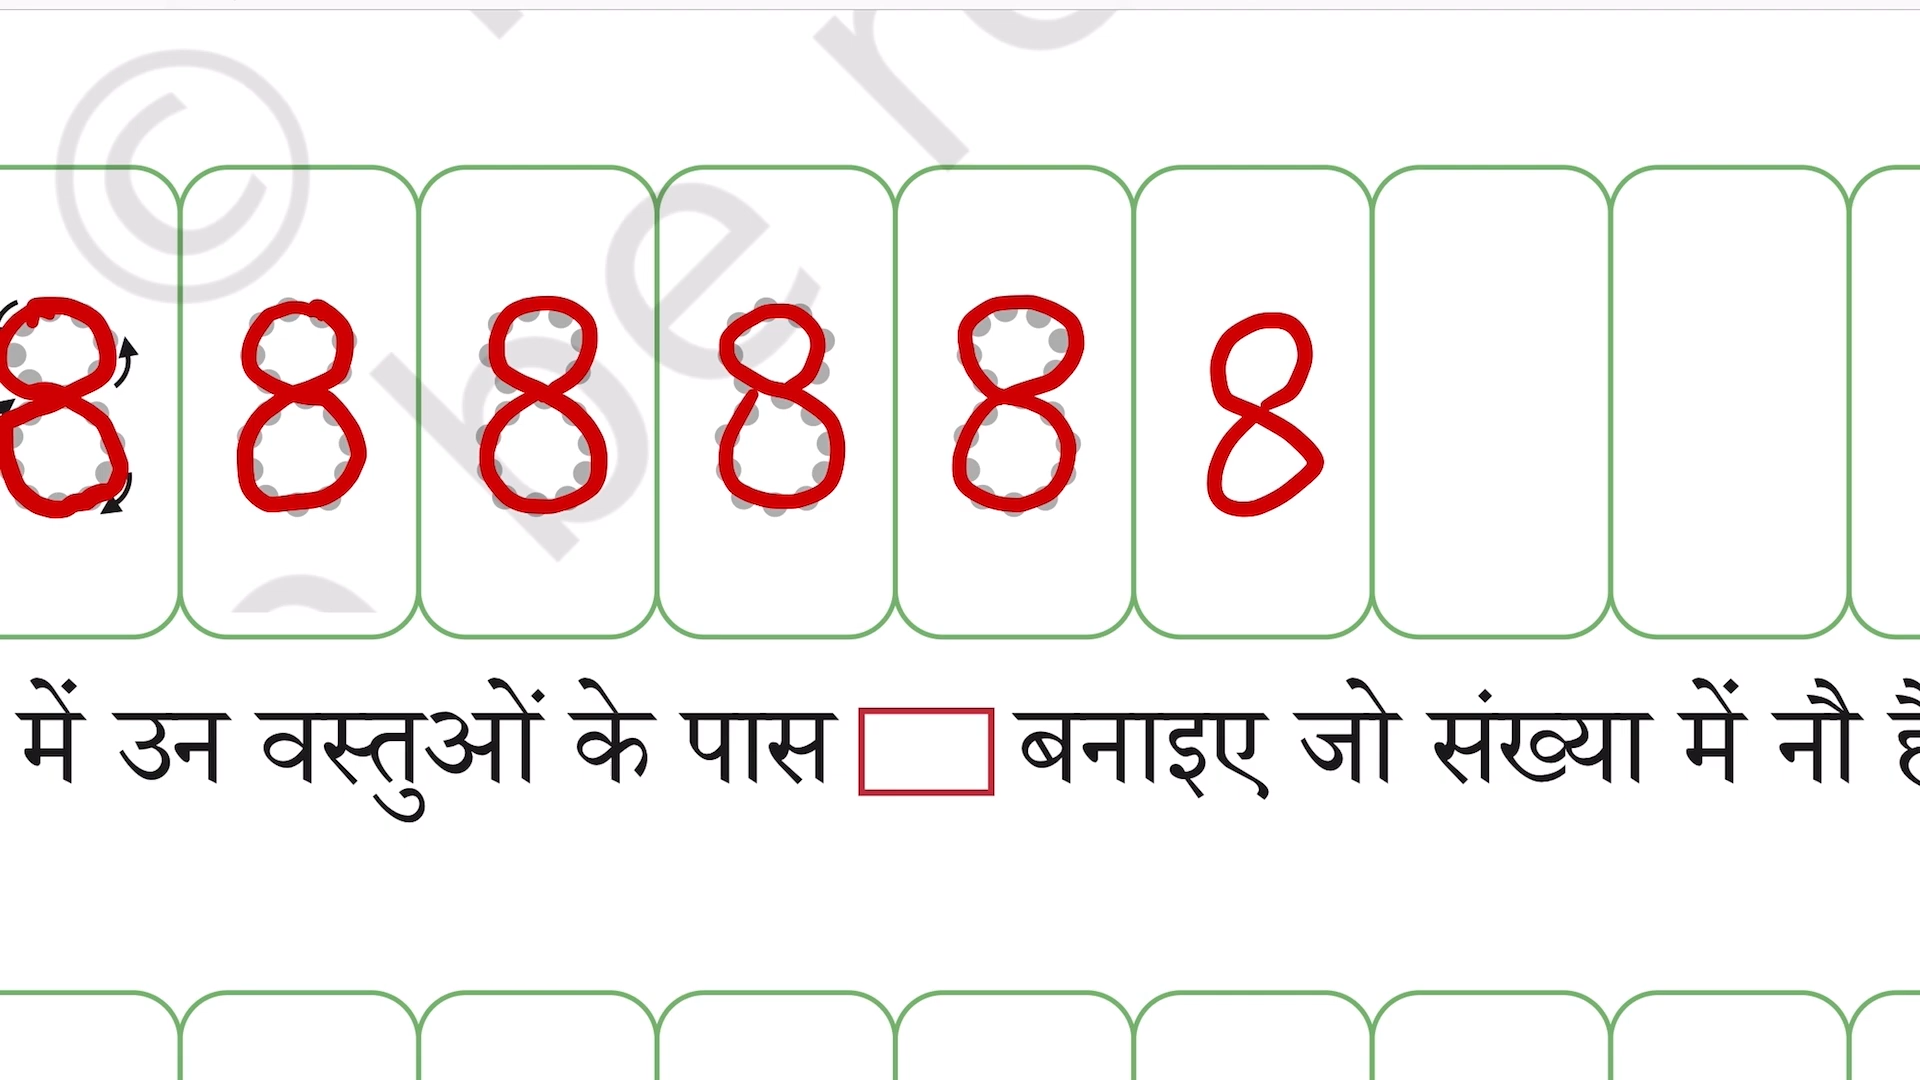 8 8 8 8 8 8
में उन वस्तुओं के पास बनाइए जो संख्या में नौ